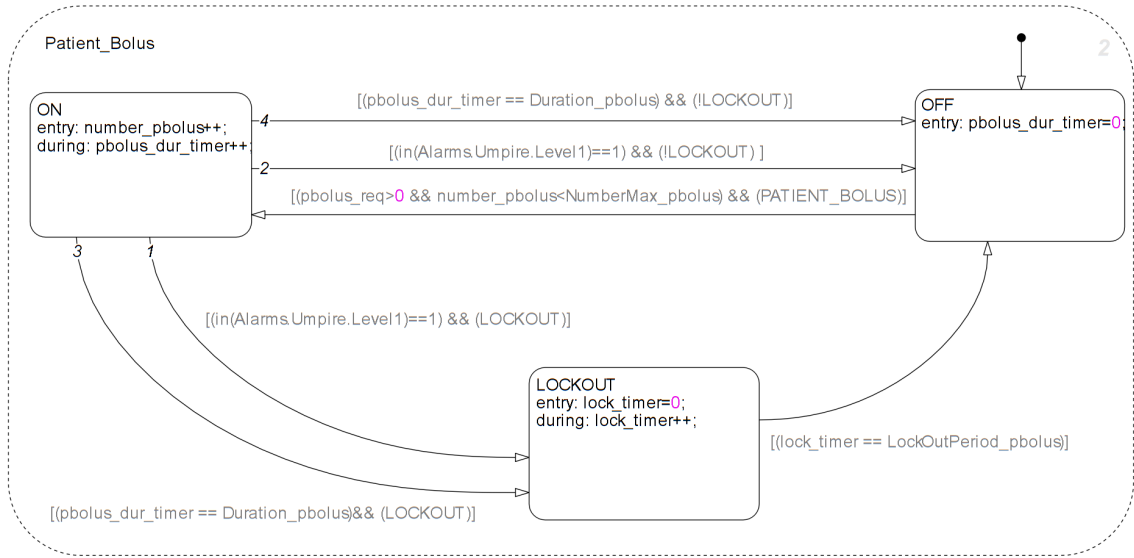 Patient_Bolus
2
ON
entry: number_pbolus++;
during: pbolus_dur_timer++;
[(pbolus_dur_timer == Duration_pbolus) && (!LOCKOUT)]
4
OFF
entry: pbolus_dur_timer=0;
[(in(Alarms.Umpire.Level1)==1) && (!LOCKOUT) ]
2
[(pbolus_req>0 && number_pbolus<NumberMax_pbolus) && (PATIENT_BOLUS)]
3
1
[(in(Alarms.Umpire.Level1)==1) && (LOCKOUT)]
LOCKOUT
entry: lock_timer=0;
during: lock_timer++;
[(lock_timer == LockOutPeriod_pbolus)]
[(pbolus_dur_timer == Duration_pbolus)&& (LOCKOUT)]